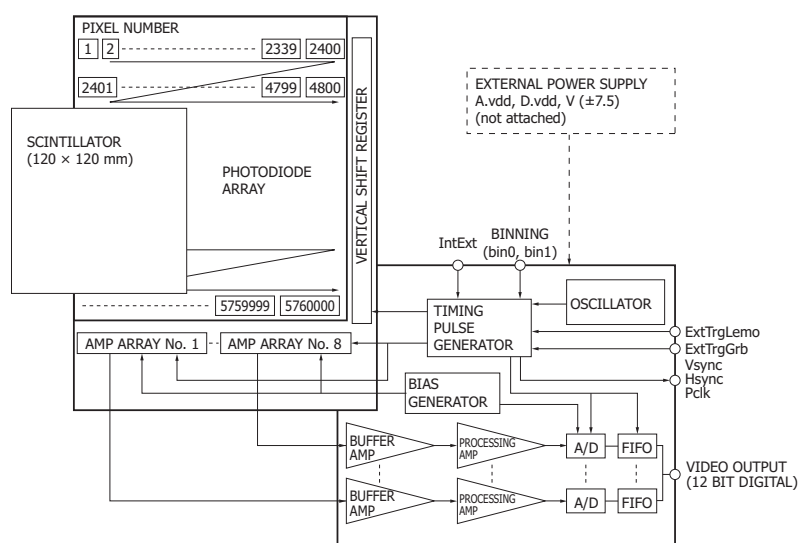 PIXEL NUMBER
1 2 2339 2400
2401 4799 4800
SCINTILLATOR
(120 × 120 mm)
PHOTODIODE
ARRAY
VERTICAL SHIFT REGISTER
5759999 5760000
AMP ARRAY No. 1
AMP ARRAY No. 8
EXTERNAL POWER SUPPLY
A.vdd, D.vdd, V (±7.5)
(not attached)
IntExt
BINNING
(bin0, bin1)
TIMING
PULSE
GENERATOR
OSCILLATOR
ExtTrgLemo
ExtTrgGrb
Vsync
Hsync
Pclk
BIAS
GENERATOR
BUFFER
AMP
PROCESSING
AMP
A/D
FIFO
BUFFER
AMP
PROCESSING
AMP
A/D
FIFO
VIDEO OUTPUT
(12 BIT DIGITAL)